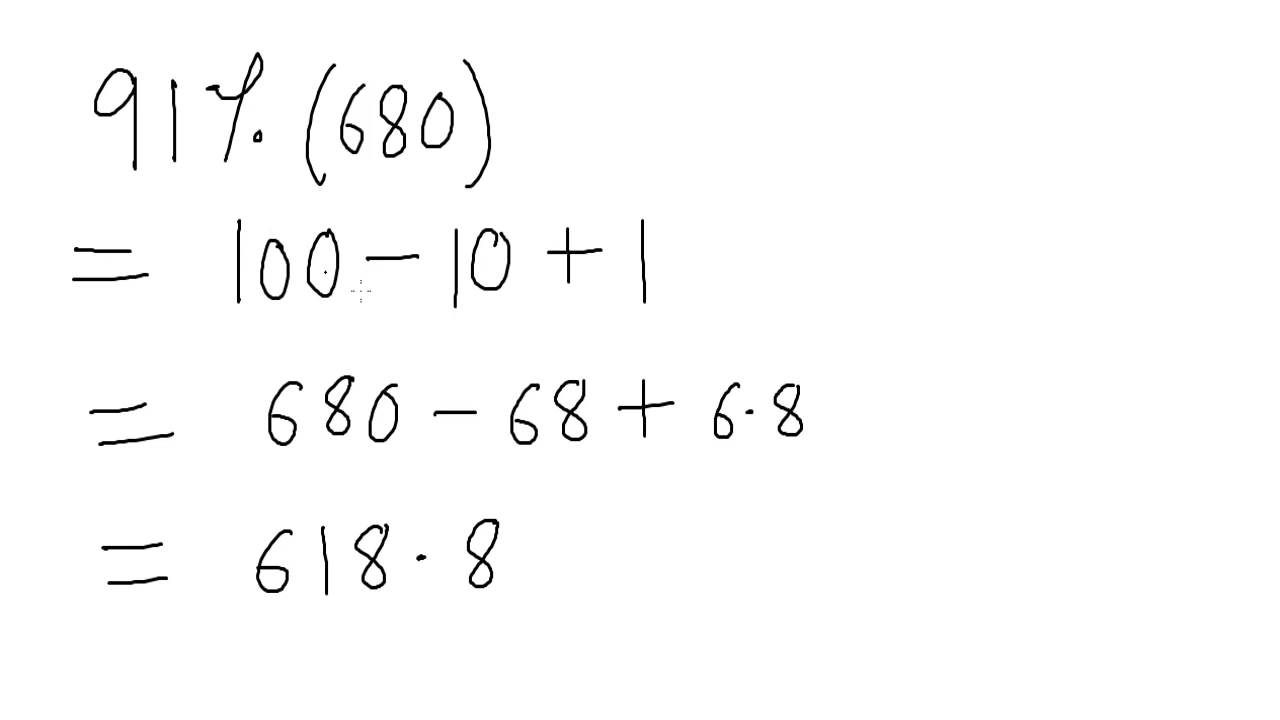 91% (680)
= 100 - 10 + 1
= 680 - 68 + 6.8
= 618.8